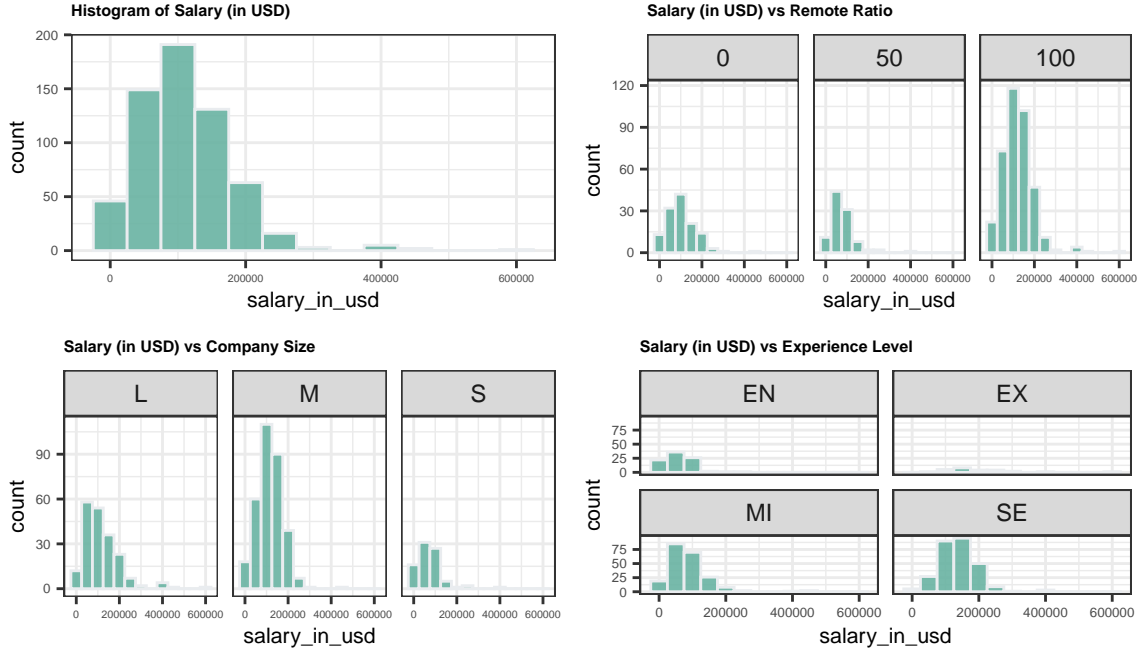 Histogram of Salary (in USD)
200
150
100
50
0
count
0 200000 400000 600000
salary_in_usd
Salary (in USD) vs Remote Ratio
0 50 100
120
90
60
30
0
count
0 200000 400000 600000 0 200000 400000 600000 0 200000 400000 600000
salary_in_usd
Salary (in USD) vs Company Size
L M S
90
60
30
0
count
0 200000 400000 600000 0 200000 400000 600000 0 200000 400000 600000
salary_in_usd
Salary (in USD) vs Experience Level
EN EX
75
50
25
0
count
MI SE
75
50
25
0
0 200000 400000 600000 0 200000 400000 600000
salary_in_usd